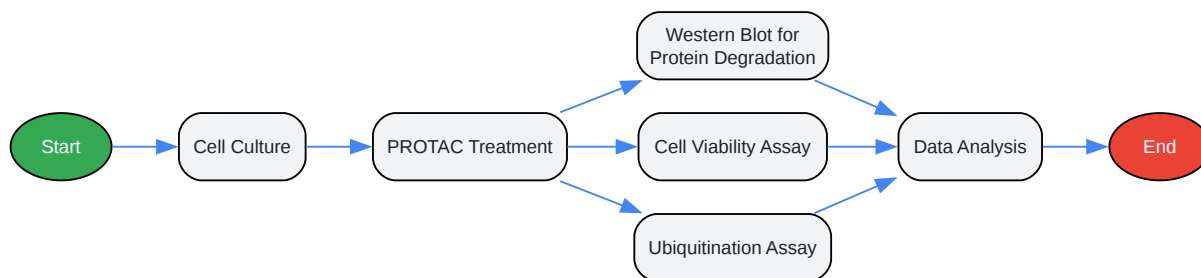 Start
Cell Culture
PROTAC Treatment
Western Blot for
Protein Degradation
Cell Viability Assay
Ubiquitination Assay
Data Analysis
End